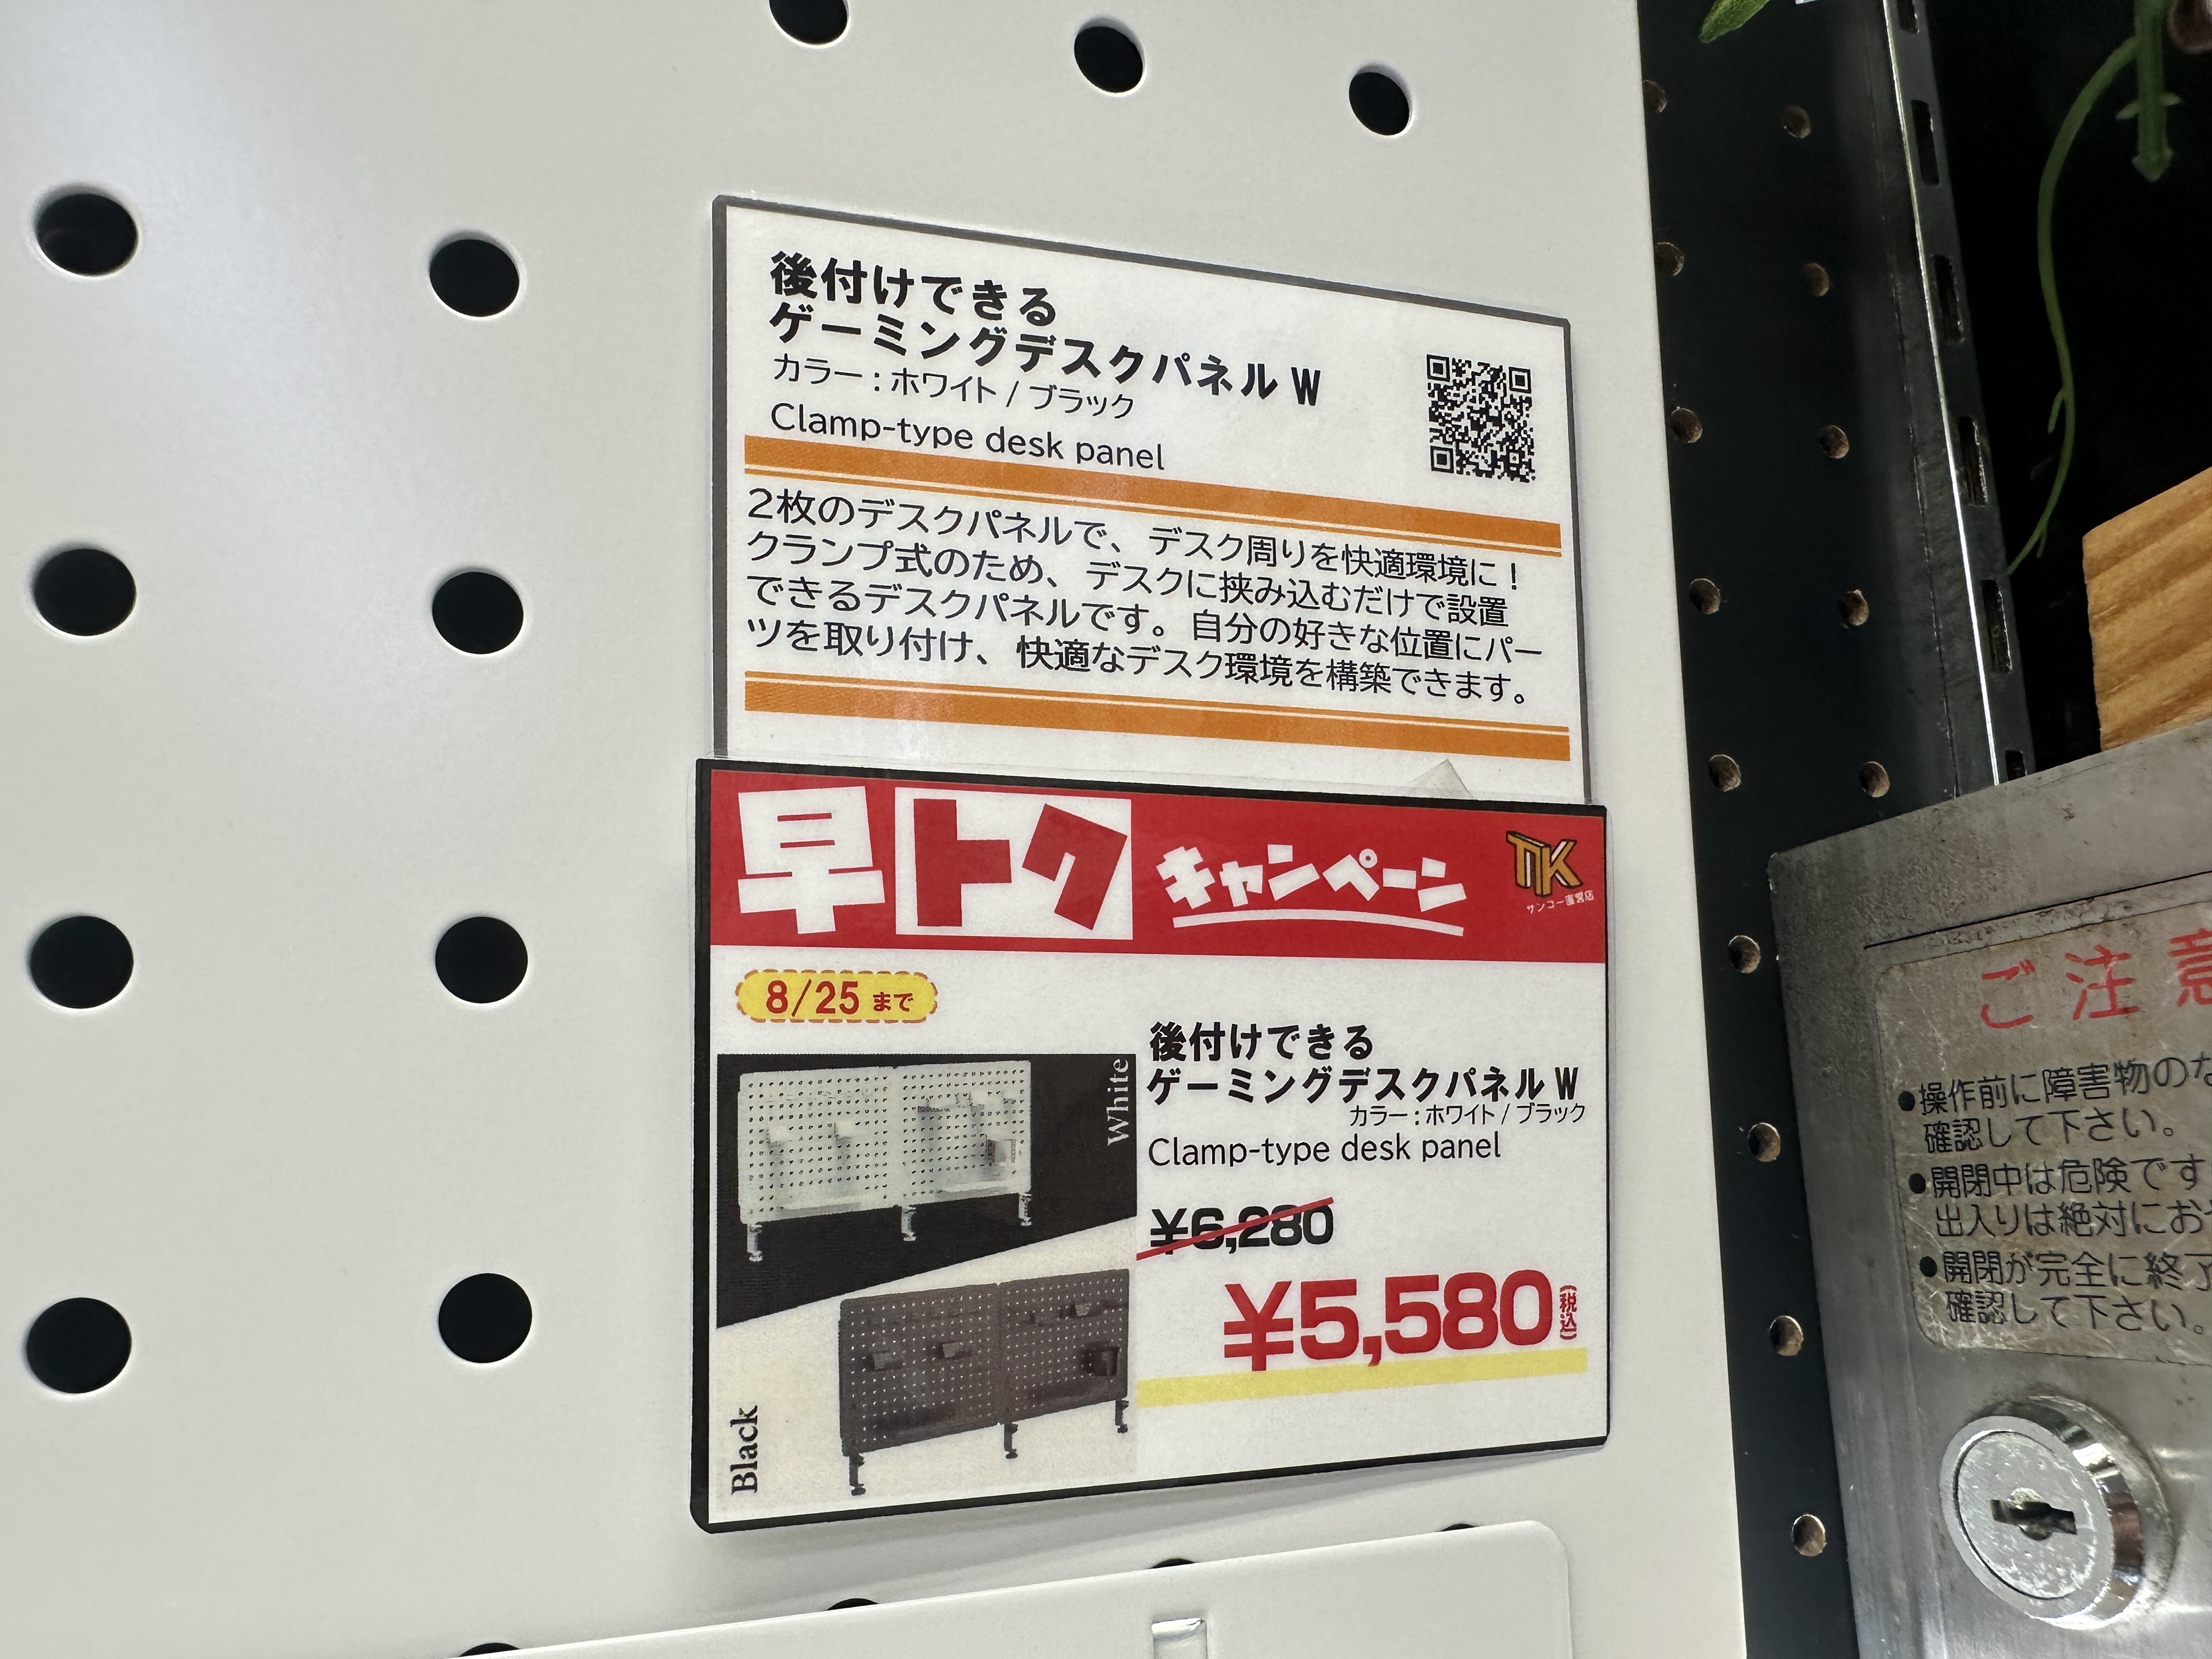 後付けできる
ゲーミングデスクパネル W
カラー：ホワイト / ブラック
Clamp-type desk panel
2枚のデスクパネルで、デスク周りを快適環境に！
クランプ式のため、デスクに挟み込むだけで設置
できるデスクパネルです。自分の好きな位置にパー
ツを取り付け、快適なデスク環境を構築できます。
早トクキャンペーン
サンコー直営店
8/25 まで
White
Black
後付けできる
ゲーミングデスクパネル W
カラー：ホワイト / ブラック
Clamp-type desk panel
¥6,280
¥5,580(税込)
ご注意
●操作前に障害物のな
確認して下さい。
●開閉中は危険です
出入りは絶対にお
●開閉が完全に終了
確認して下さい。